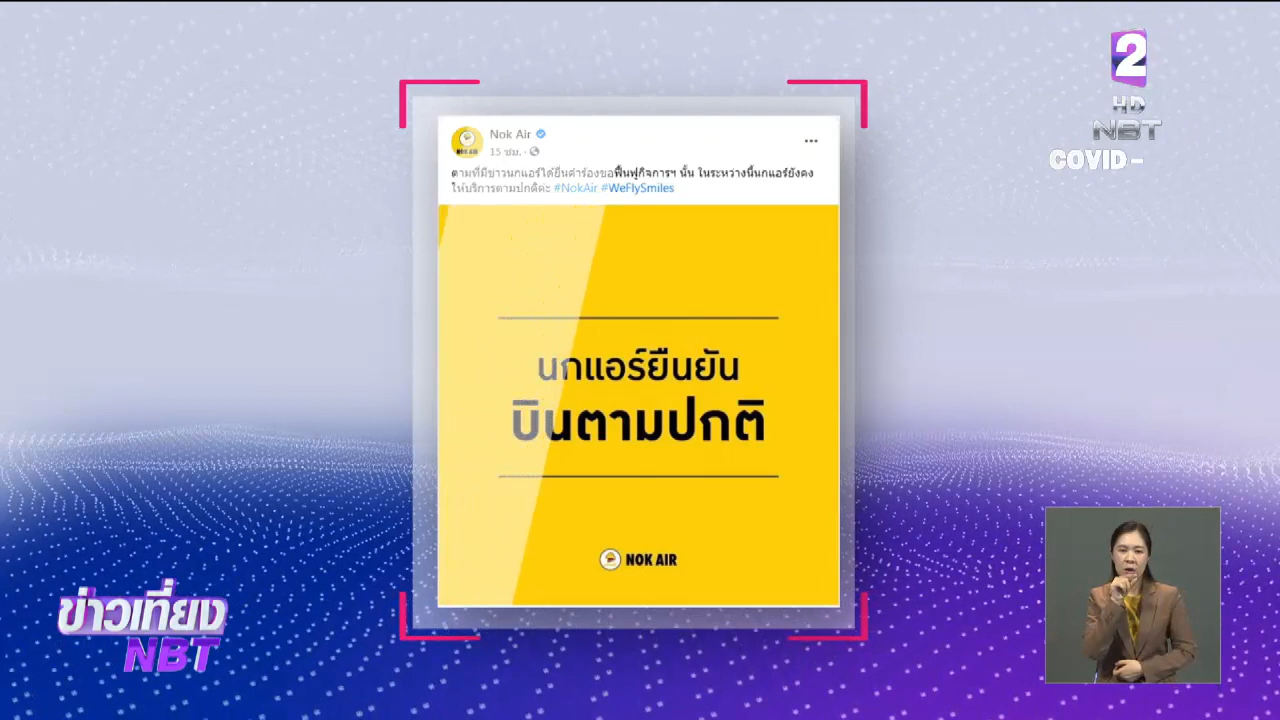 2
HD
NBT
COVID-
Nok Air
15 ชม.
ตามที่มีข่าวนกแอร์ได้ยื่นคำร้องขอฟื้นฟูกิจการฯ นั้น ในระหว่างนี้นกแอร์ยังคง
ให้บริการตามปกติค่ะ #NokAir #WeFlySmiles
นกแอร์ยืนยัน
บินตามปกติ
NOK AIR
ข่าวเที่ยง
NBT